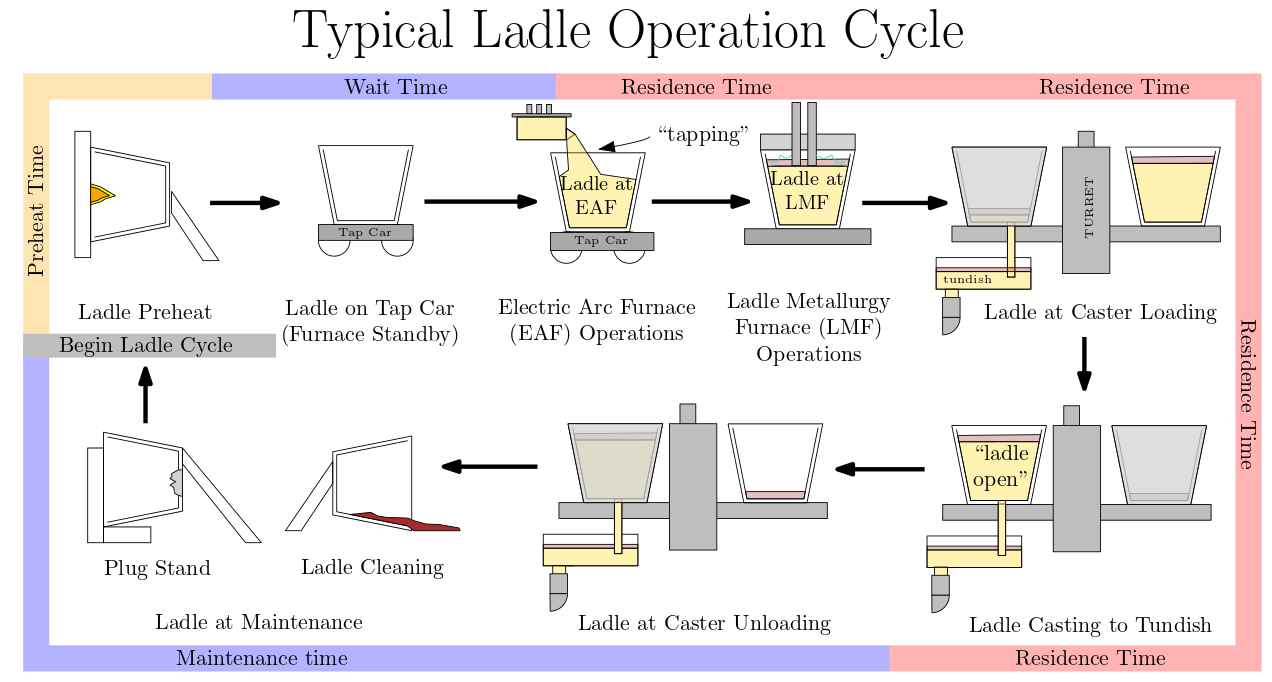 Typical Ladle Operation Cycle
Wait Time
Residence Time
Residence Time
Preheat Time
"tapping"
Ladle at
EAF
Ladle at
LMF
Tap Car
Tap Car
TURRET
tundish
Ladle Preheat
Ladle on Tap Car
(Furnace Standby)
Electric Arc Furnace
(EAF) Operations
Ladle Metallurgy
Furnace (LMF)
Operations
Ladle at Caster Loading
Begin Ladle Cycle
Residence Time
"ladle
open"
Plug Stand
Ladle Cleaning
Ladle at Maintenance
Ladle at Caster Unloading
Ladle Casting to Tundish
Maintenance time
Residence Time